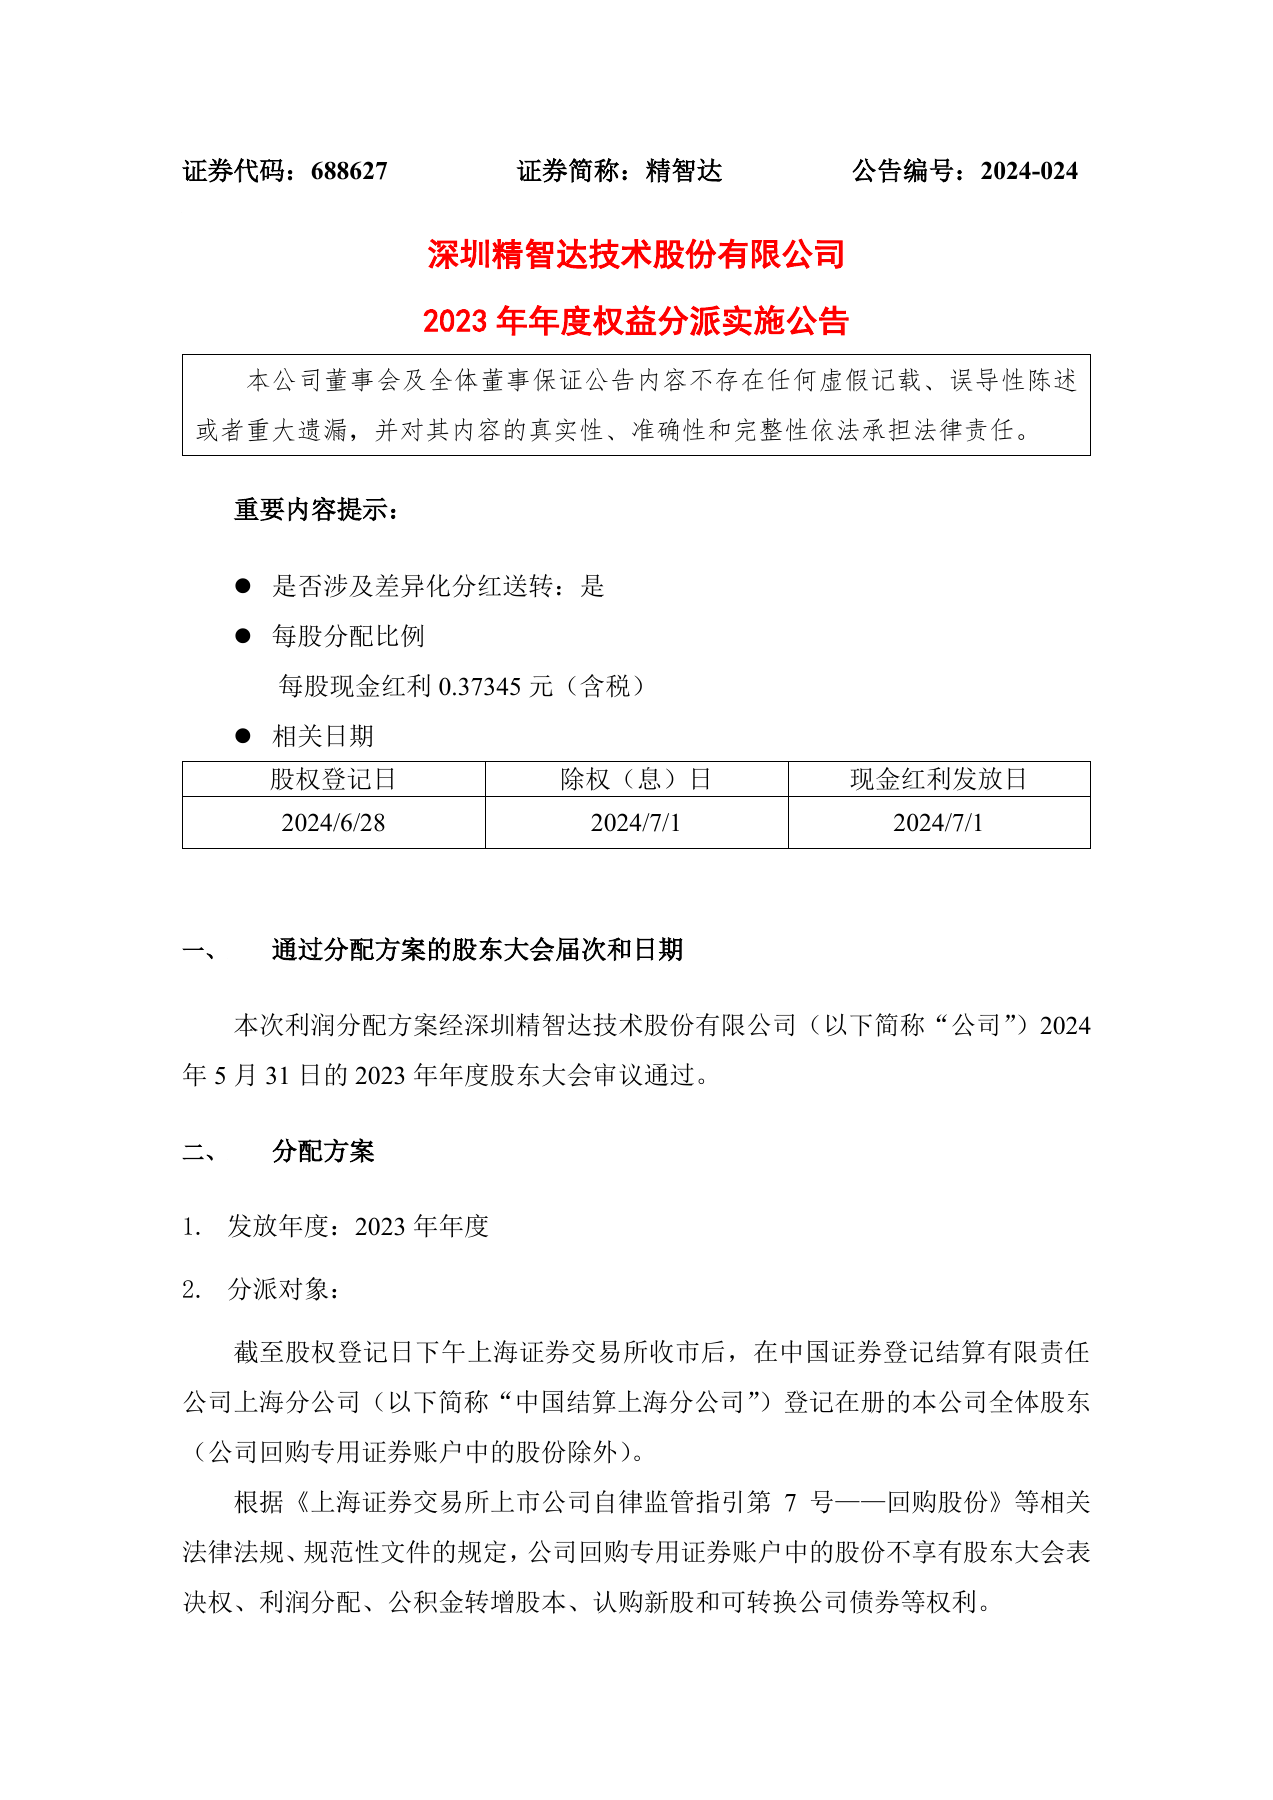 证券代码：688627 证券简称：精智达 公告编号：2024-024
深圳精智达技术股份有限公司
2023 年年度权益分派实施公告
本公司董事会及全体董事保证公告内容不存在任何虚假记载、误导性陈述
或者重大遗漏，并对其内容的真实性、准确性和完整性依法承担法律责任。
重要内容提示：
● 是否涉及差异化分红送转：是
● 每股分配比例
每股现金红利 0.37345 元（含税）
● 相关日期
股权登记日 除权（息）日 现金红利发放日
2024/6/28 2024/7/1 2024/7/1
一、 通过分配方案的股东大会届次和日期
本次利润分配方案经深圳精智达技术股份有限公司（以下简称“公司”）2024
年 5 月 31 日的 2023 年年度股东大会审议通过。
二、 分配方案
1. 发放年度：2023 年年度
2. 分派对象：
截至股权登记日下午上海证券交易所收市后，在中国证券登记结算有限责任
公司上海分公司（以下简称“中国结算上海分公司”）登记在册的本公司全体股东
（公司回购专用证券账户中的股份除外）。
根据《上海证券交易所上市公司自律监管指引第 7 号——回购股份》等相关
法律法规、规范性文件的规定，公司回购专用证券账户中的股份不享有股东大会表
决权、利润分配、公积金转增股本、认购新股和可转换公司债券等权利。